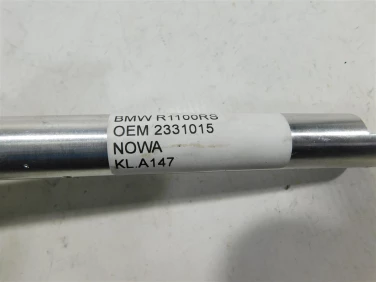 BMW R1100RS
OEM 2331015
NOWA
KL.A147